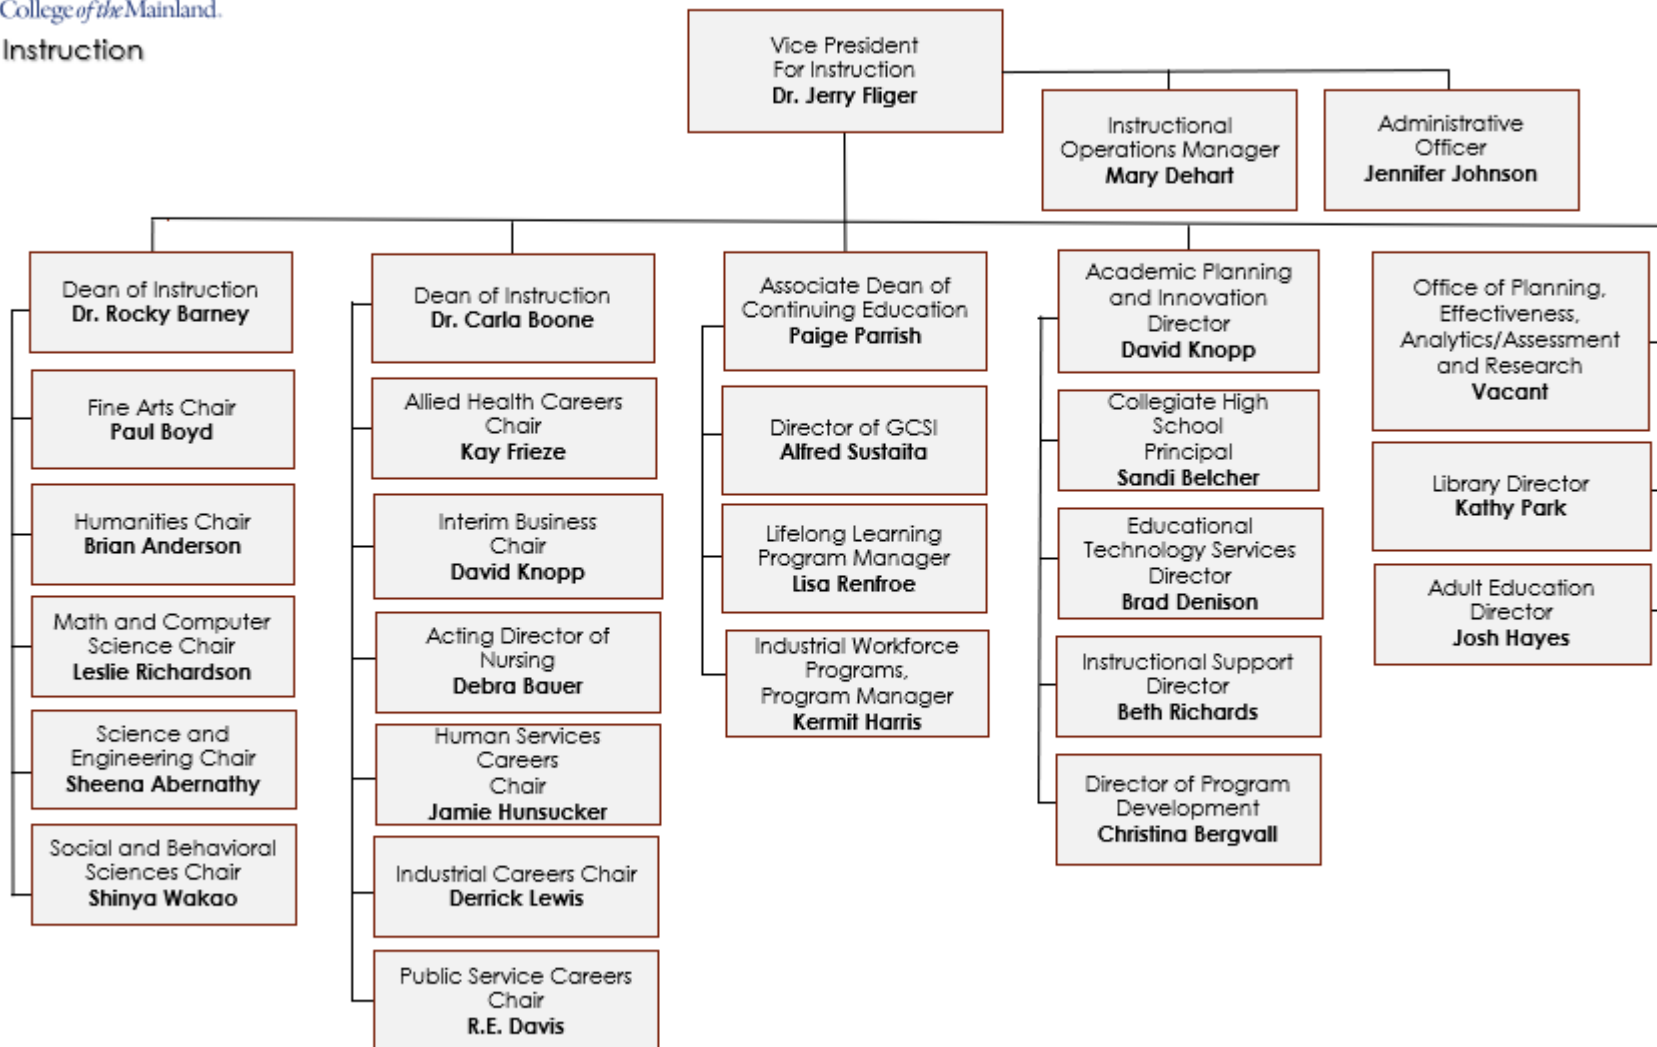 College of the Mainland.
Instruction
Vice President
For Instruction
Dr. Jerry Fliger
Instructional
Operations Manager
Mary Dehart
Administrative
Officer
Jennifer Johnson
Dean of Instruction
Dr. Rocky Barney
Fine Arts Chair
Paul Boyd
Humanities Chair
Brian Anderson
Math and Computer
Science Chair
Leslie Richardson
Science and
Engineering Chair
Sheena Abernathy
Social and Behavioral
Sciences Chair
Shinya Wakao
Dean of Instruction
Dr. Carla Boone
Allied Health Careers
Chair
Kay Frieze
Interim Business
Chair
David Knopp
Acting Director of
Nursing
Debra Bauer
Human Services
Careers
Chair
Jamie Hunsucker
Industrial Careers Chair
Derrick Lewis
Public Service Careers
Chair
R.E. Davis
Associate Dean of
Continuing Education
Paige Parrish
Director of GCSI
Alfred Sustaita
Lifelong Learning
Program Manager
Lisa Renfroe
Industrial Workforce
Programs,
Program Manager
Kermit Harris
Academic Planning
and Innovation
Director
David Knopp
Collegiate High
School
Principal
Sandi Belcher
Educational
Technology Services
Director
Brad Denison
Instructional Support
Director
Beth Richards
Director of Program
Development
Christina Bergvall
Office of Planning,
Effectiveness,
Analytics/Assessment
and Research
Vacant
Library Director
Kathy Park
Adult Education
Director
Josh Hayes